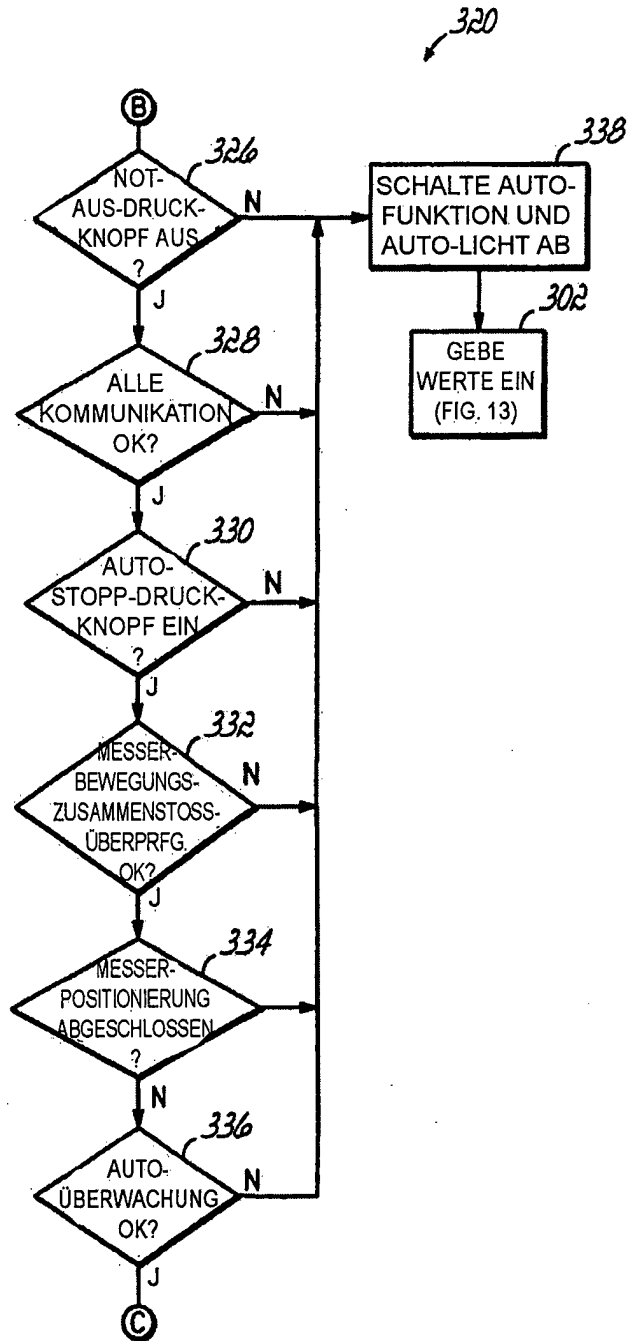 320
B
326
NOT-
AUS-DRUCK-
KNOPF AUS
?
N
J
338
SCHALTE AUTO-
FUNKTION UND
AUTO-LICHT AB
302
GEBE
WERTE EIN
(FIG. 13)
328
ALLE
KOMMUNIKATION
OK?
N
J
330
AUTO-
STOPP-DRUCK-
KNOPF EIN
?
N
J
332
MESSER-
BEWEGUNGS-
ZUSAMMENSTOSS-
ÜBERPRFG.
OK?
N
J
334
MESSER-
POSITIONIERUNG
ABGESCHLOSSEN
?
N
336
AUTO-
ÜBERWACHUNG
OK?
N
J
C